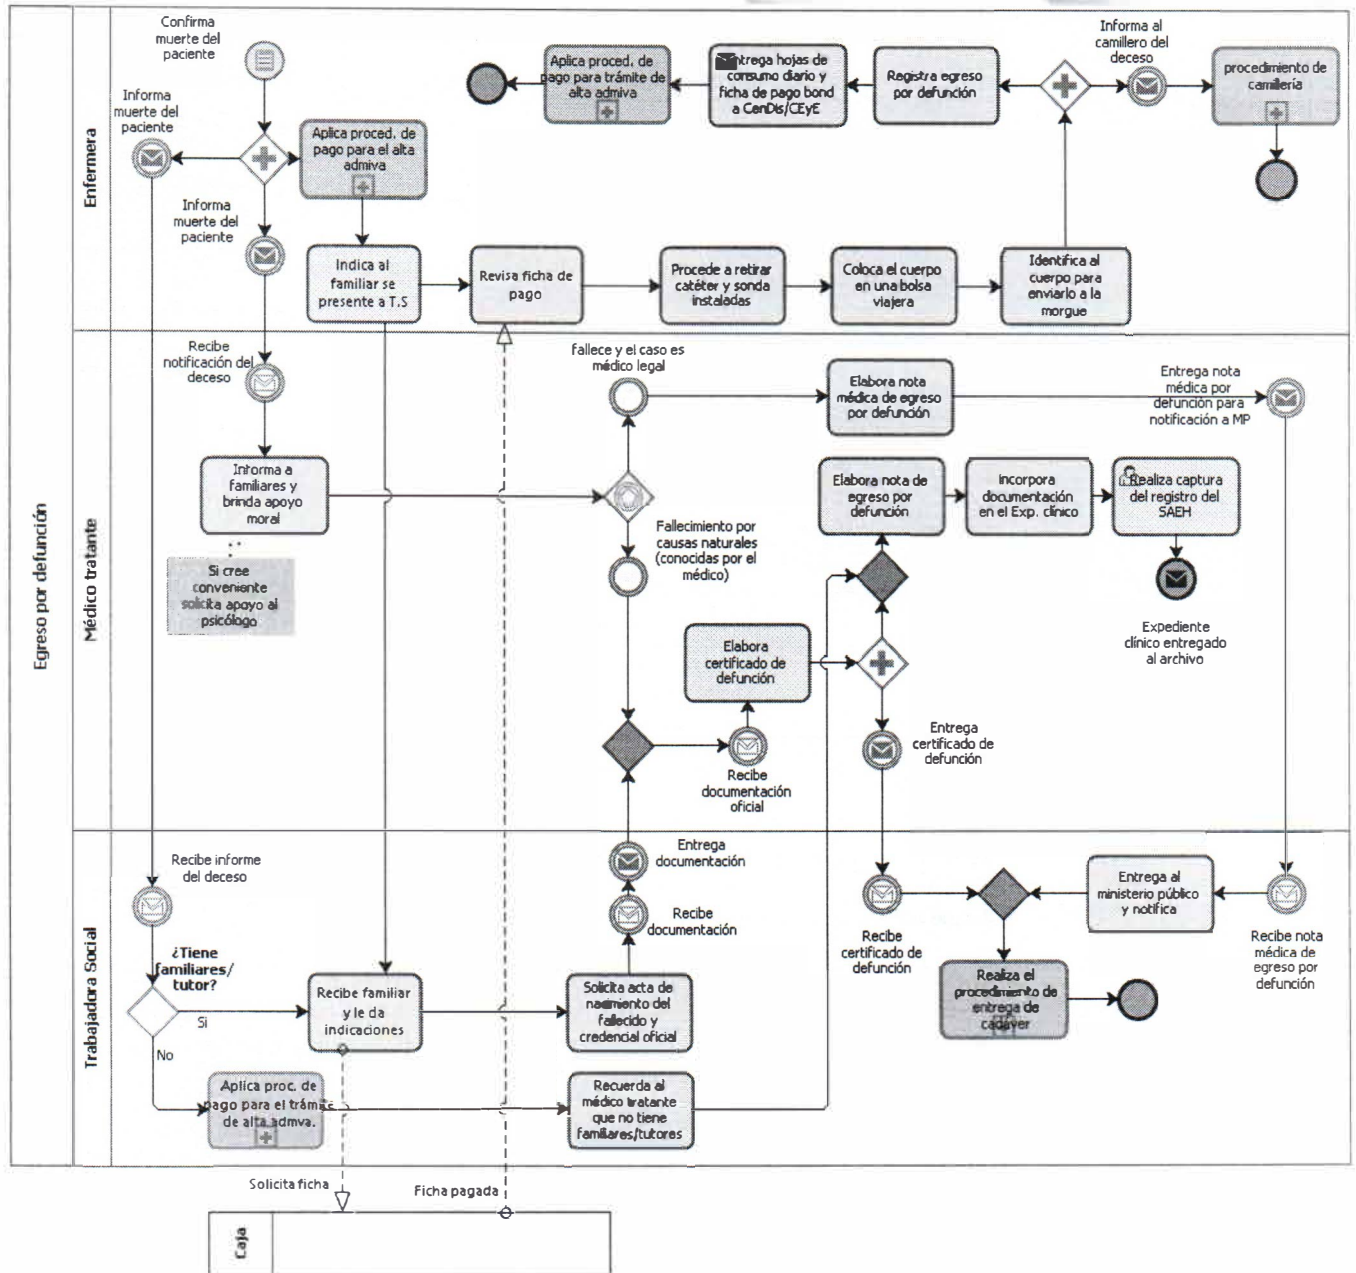 Egreso por defunción
Enfermera
Confirma
muerte del
paciente
Informa
muerte del
paciente
Informa
muerte del
paciente
Aplica proced. de
pago para el alta
admiva
Indica al
familiar se
presente a T.S
Revisa ficha de
pago
Procede a retirar
catéter y sonda
instaladas
Coloca el cuerpo
en una bolsa
viajera
Identifica al
cuerpo para
enviarlo a la
morgue
Aplica proced. de
pago para trámite de
alta admiva
Entrega hojas de
consumo diario y
ficha de pago bond
a CenDis/CEyE
Registra egreso
por defunción
Informa al
camillero del
deceso
procedimiento de
camillería
Médico tratante
Recibe
notificación del
deceso
Informa a
familiares y
brinda apoyo
moral
Si cree
conveniente
solicita apoyo al
psicólogo
fallece y el caso es
médico legal
Elabora nota
médica de egreso
por defunción
Entrega nota
médica por
defunción para
notificación a MP
Fallecimiento por
causas naturales
(conocidas por el
médico)
Elabora nota de
egreso por
defunción
Incorpora
documentación
en el Exp. clínico
Realiza captura
del registro del
SAEH
Expediente
clínico entregado
al archivo
Elabora
certificado de
defunción
Recibe
documentación
oficial
Entrega
certificado de
defunción
Trabajadora Social
Recibe informe
del deceso
¿Tiene
familiares/
tutor?
Si
No
Recibe familiar
y le da
indicaciones
Aplica proc. de
pago para el trámite
de alta admva.
Entrega
documentación
Recibe
documentación
Solicita acta de
nacimiento del
fallecido y
credencial oficial
Recuerda al
médico tratante
que no tiene
familiares/tutores
Recibe
certificado de
defunción
Entrega al
ministerio público
y notifica
Recibe nota
médica de
egreso por
defunción
Realiza el
procedimiento de
entrega de
cadáver
Solicita ficha
Ficha pagada
Caja